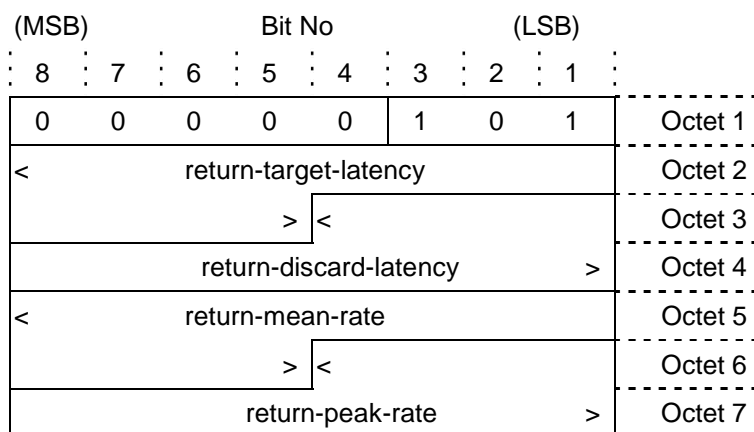 (MSB) Bit No (LSB)
8 7 6 5 4 3 2 1
0 0 0 0 0 1 0 1 Octet 1
< return-target-latency Octet 2
> < Octet 3
return-discard-latency > Octet 4
< return-mean-rate Octet 5
> < Octet 6
return-peak-rate > Octet 7